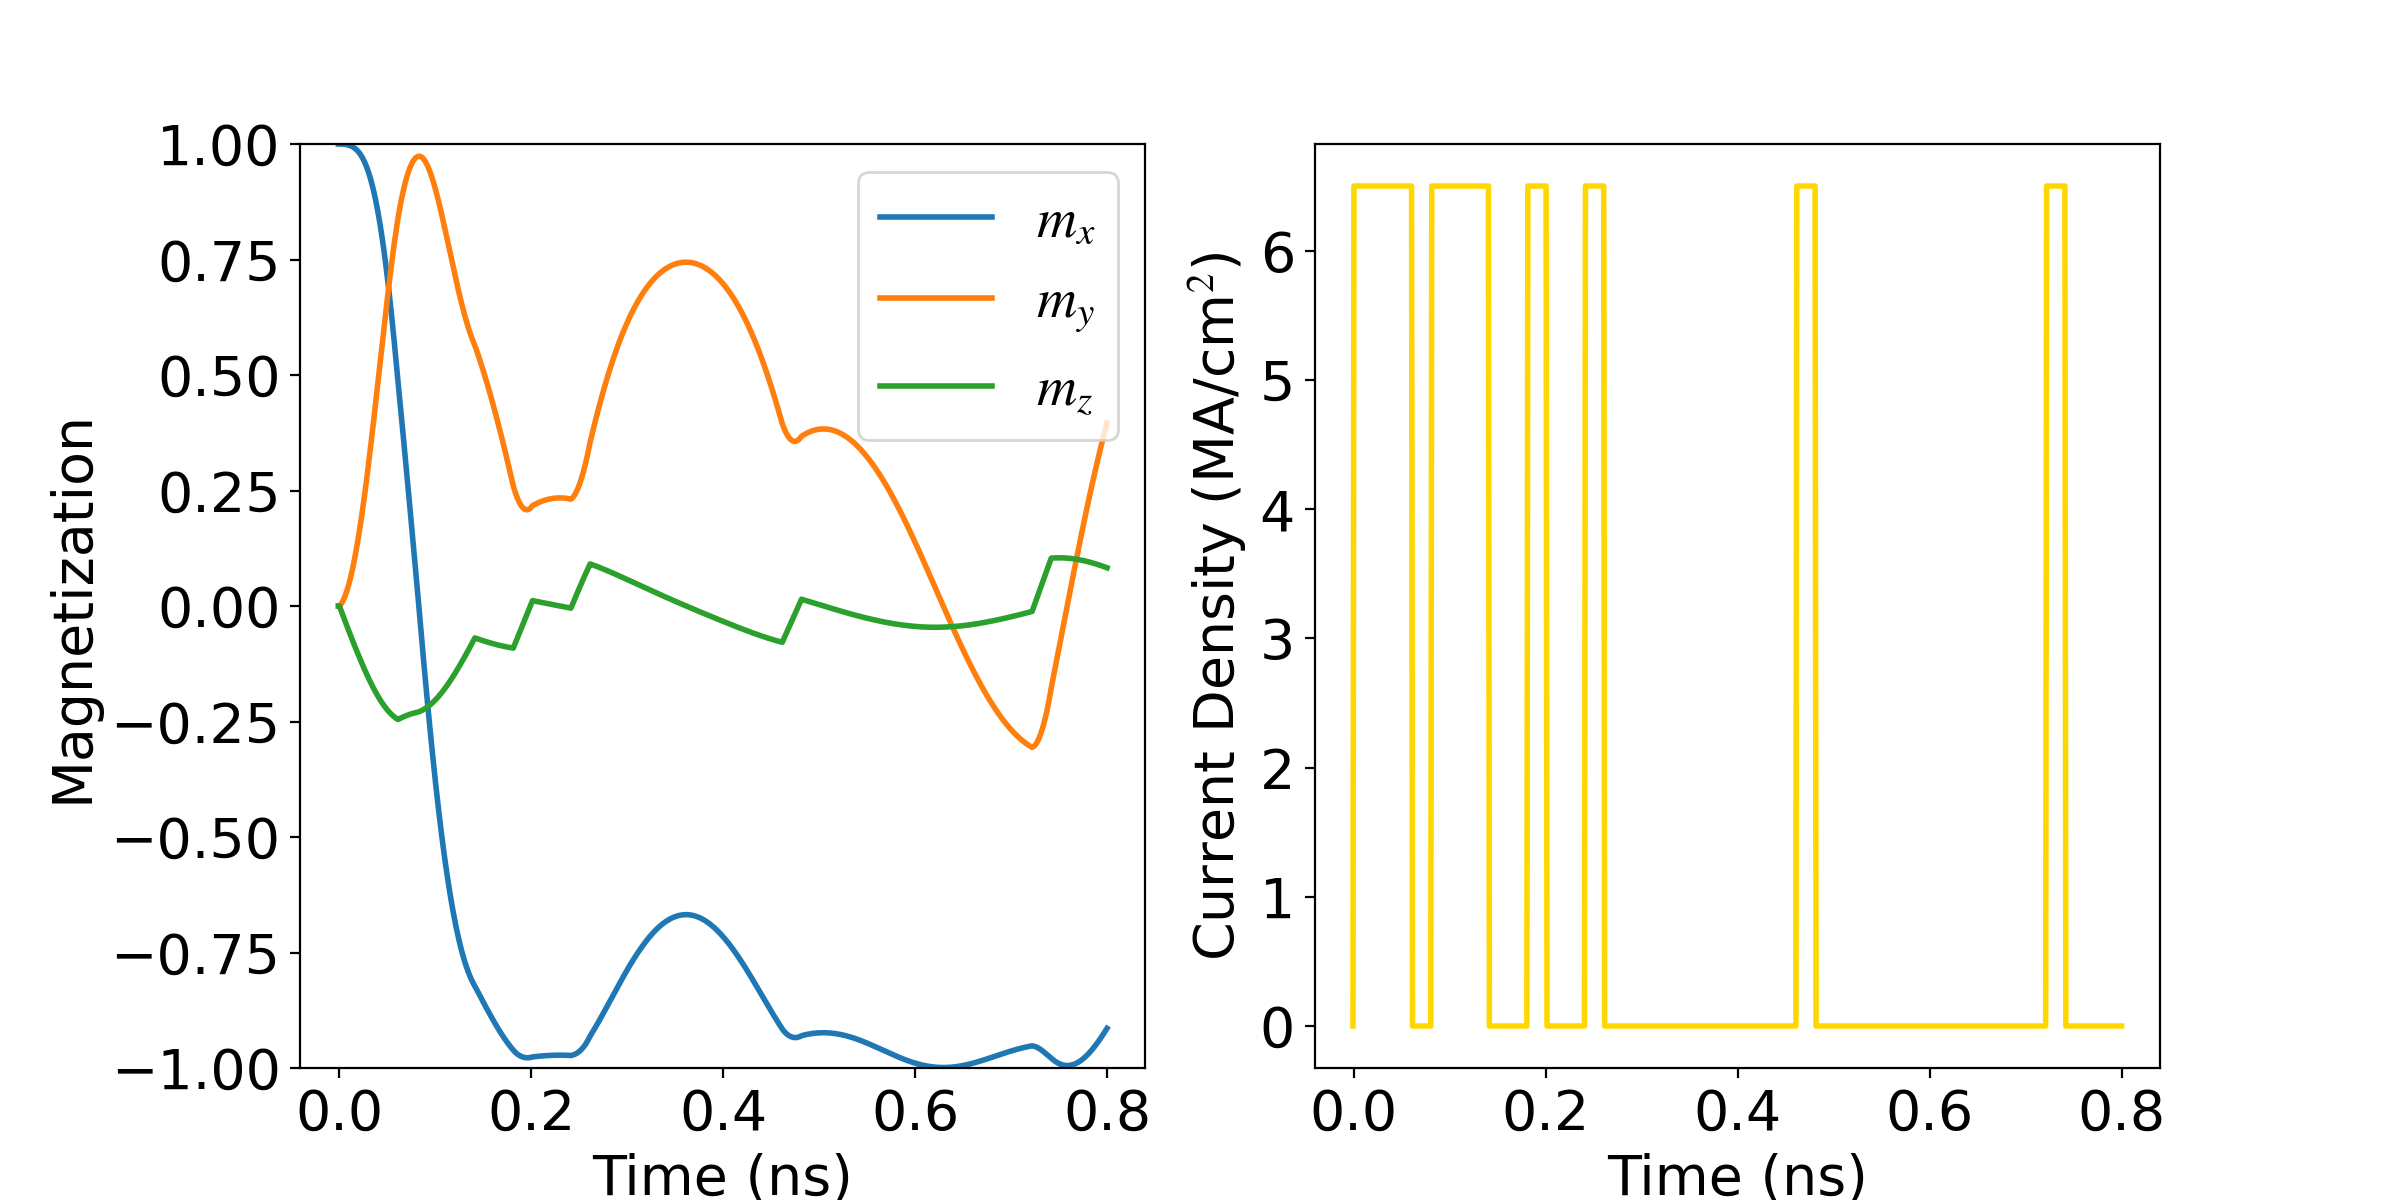 Magnetization
1.00
0.75
0.50
0.25
0.00
−0.25
−0.50
−0.75
−1.00
0.0 0.2 0.4 0.6 0.8
Time (ns)
mₓ
m_y
m_z
Current Density (MA/cm²)
6
5
4
3
2
1
0
0.0 0.2 0.4 0.6 0.8
Time (ns)